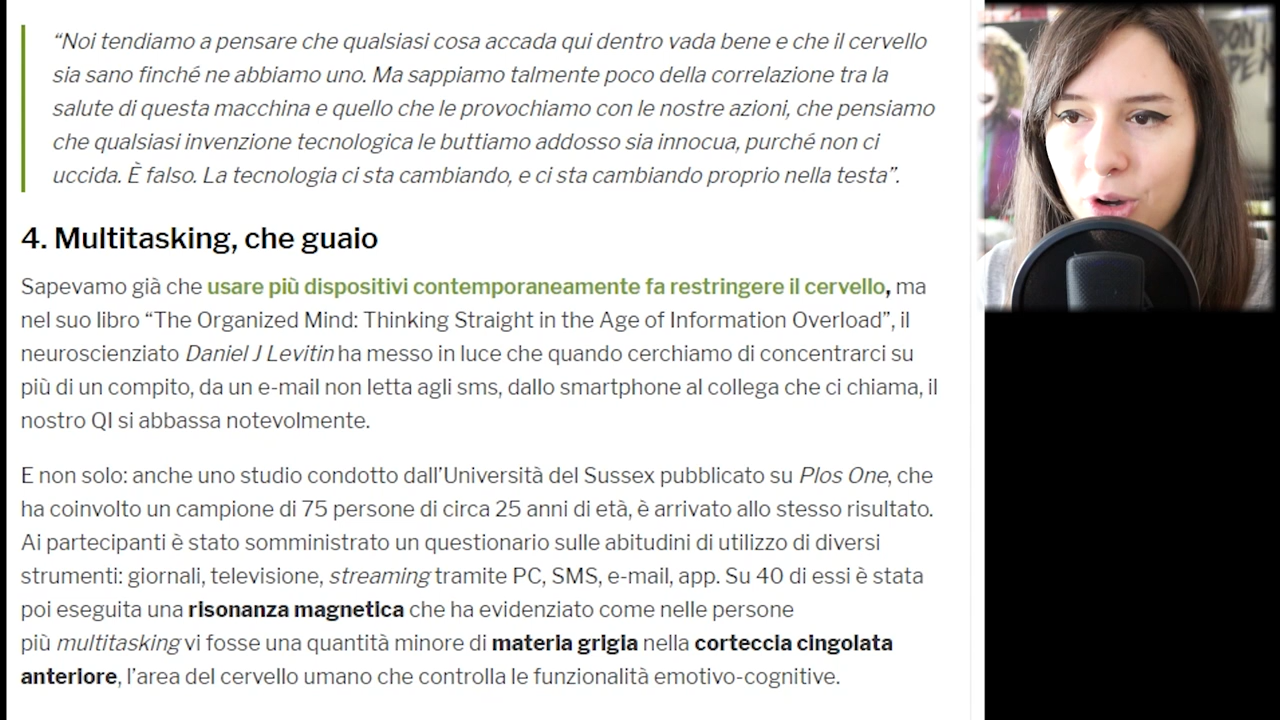 “Noi tendiamo a pensare che qualsiasi cosa accada qui dentro vada bene e che il cervello
sia sano finché ne abbiamo uno. Ma sappiamo talmente poco della correlazione tra la
salute di questa macchina e quello che le provochiamo con le nostre azioni, che pensiamo
che qualsiasi invenzione tecnologica le buttiamo addosso sia innocua, purché non ci
uccida. È falso. La tecnologia ci sta cambiando, e ci sta cambiando proprio nella testa”.
4. Multitasking, che guaio
Sapevamo già che usare più dispositivi contemporaneamente fa restringere il cervello, ma
nel suo libro “The Organized Mind: Thinking Straight in the Age of Information Overload”, il
neuroscienziato Daniel J Levitin ha messo in luce che quando cerchiamo di concentrarci su
più di un compito, da un e-mail non letta agli sms, dallo smartphone al collega che ci chiama, il
nostro QI si abbassa notevolmente.
E non solo: anche uno studio condotto dall’Università del Sussex pubblicato su Plos One, che
ha coinvolto un campione di 75 persone di circa 25 anni di età, è arrivato allo stesso risultato.
Ai partecipanti è stato somministrato un questionario sulle abitudini di utilizzo di diversi
strumenti: giornali, televisione, streaming tramite PC, SMS, e-mail, app. Su 40 di essi è stata
poi eseguita una risonanza magnetica che ha evidenziato come nelle persone
più multitasking vi fosse una quantità minore di materia grigia nella corteccia cingolata
anteriore, l’area del cervello umano che controlla le funzionalità emotivo-cognitive.